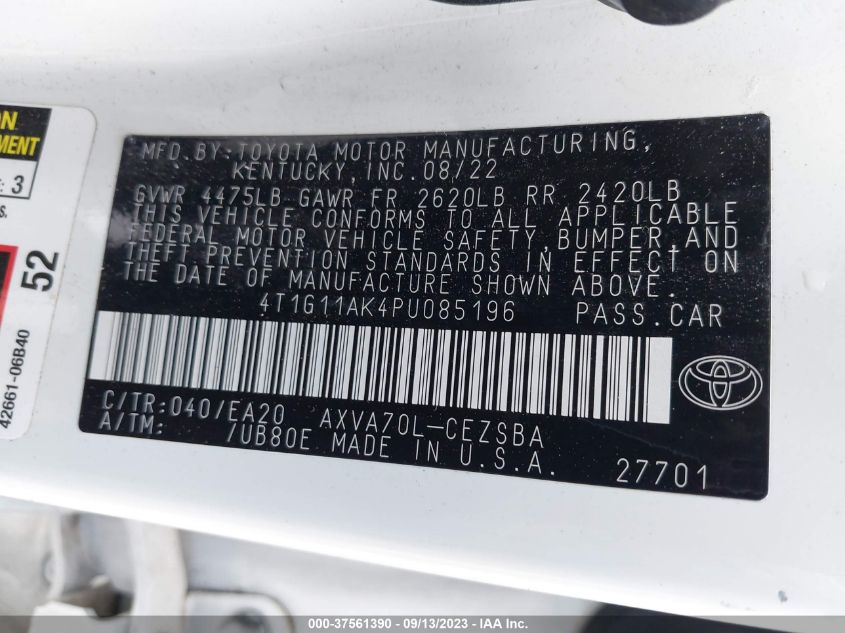 ON
EMENT
: 3
S.
52
42661-06B40
MFD.BY:TOYOTA MOTOR MANUFACTURING,
KENTUCKY, INC.08/22
GVWR 4475LB GAWR FR 2620LB RR 2420LB
THIS VEHICLE CONFORMS TO ALL APPLICABLE
FEDERAL MOTOR VEHICLE SAFETY,BUMPER,AND
THEFT PREVENTION STANDARDS IN EFFECT ON
THE DATE OF MANUFACTURE SHOWN ABOVE.
4T1G11AK4PU085196 PASS.CAR
C/TR:040/EA20 AXVA70L-CEZSBA
A/TM: /UB80E MADE IN U.S.A. 27701
000-37561390 - 09/13/2023 - IAA Inc.